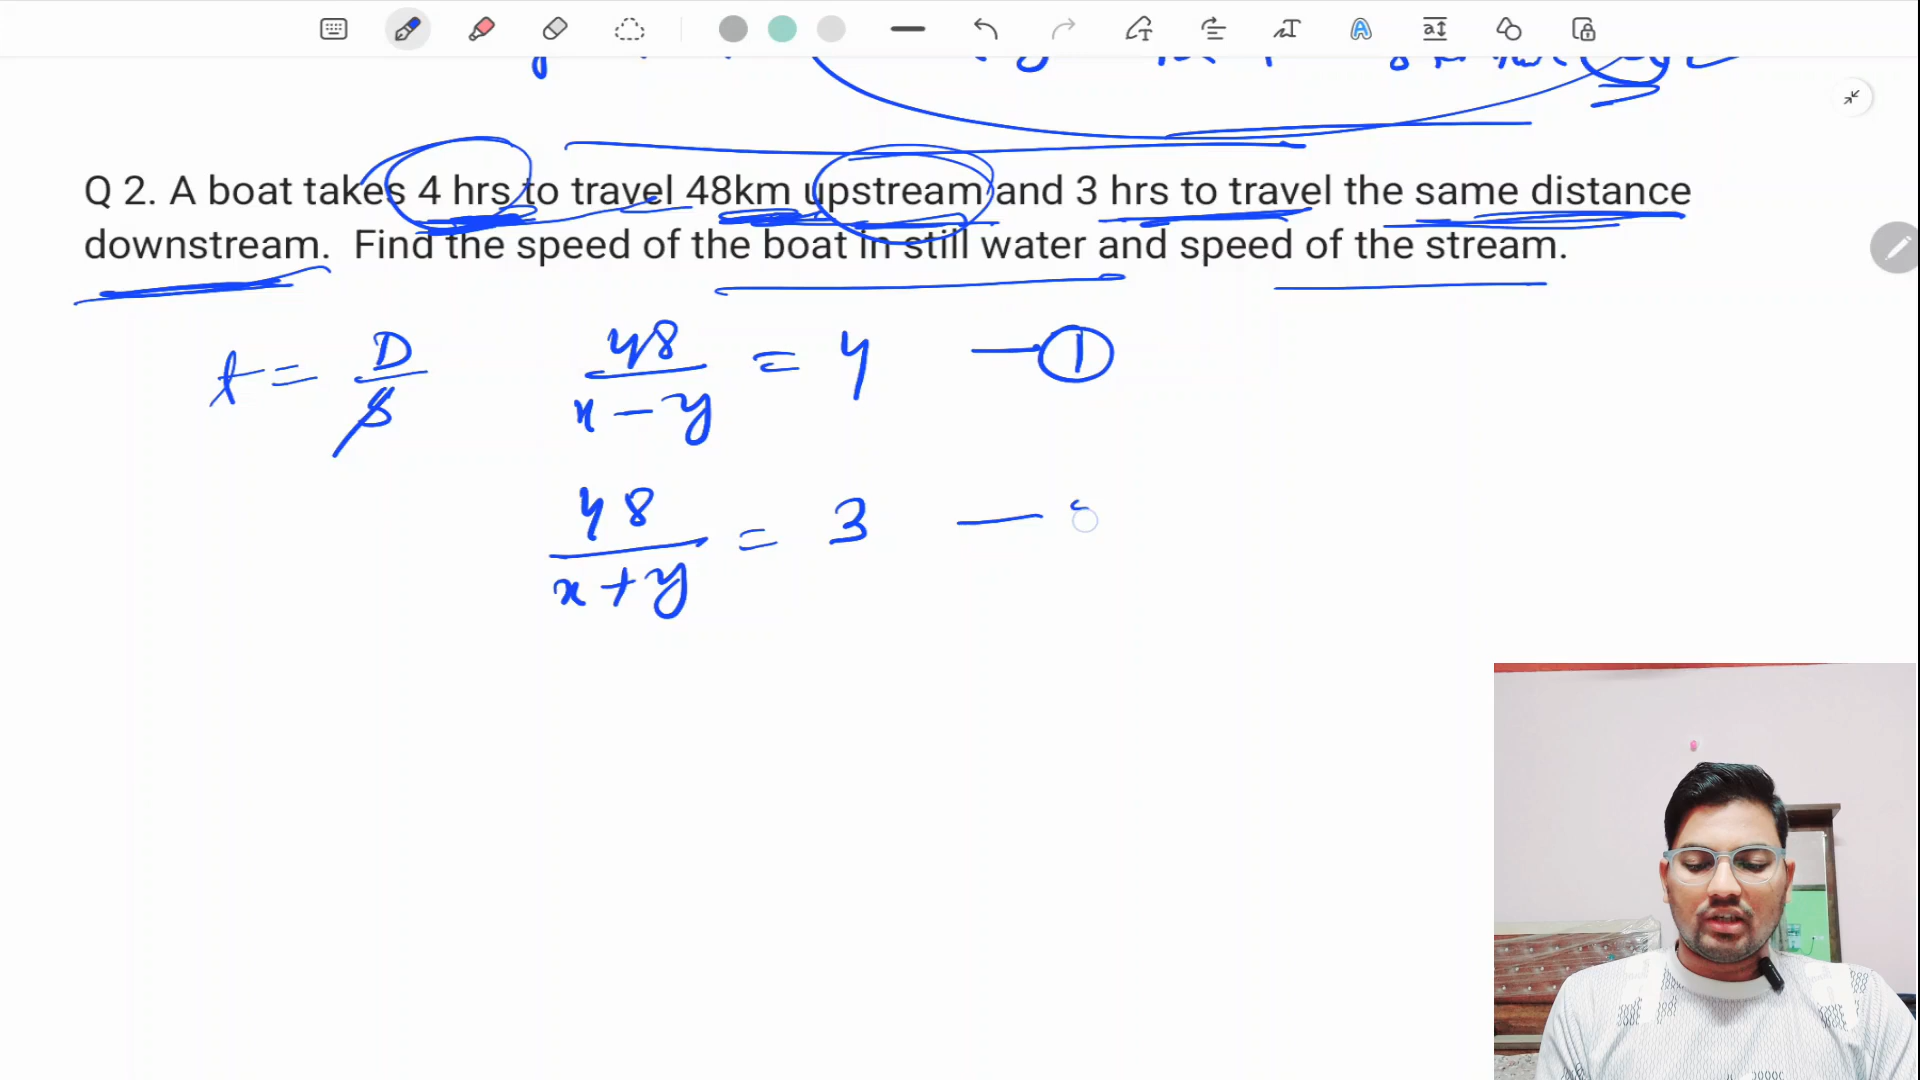 Q 2. A boat takes 4 hrs to travel 48km upstream and 3 hrs to travel the same distance
downstream. Find the speed of the boat in still water and speed of the stream.
t = D/S 48/x-y = 4 — 1
48/x+y = 3 —